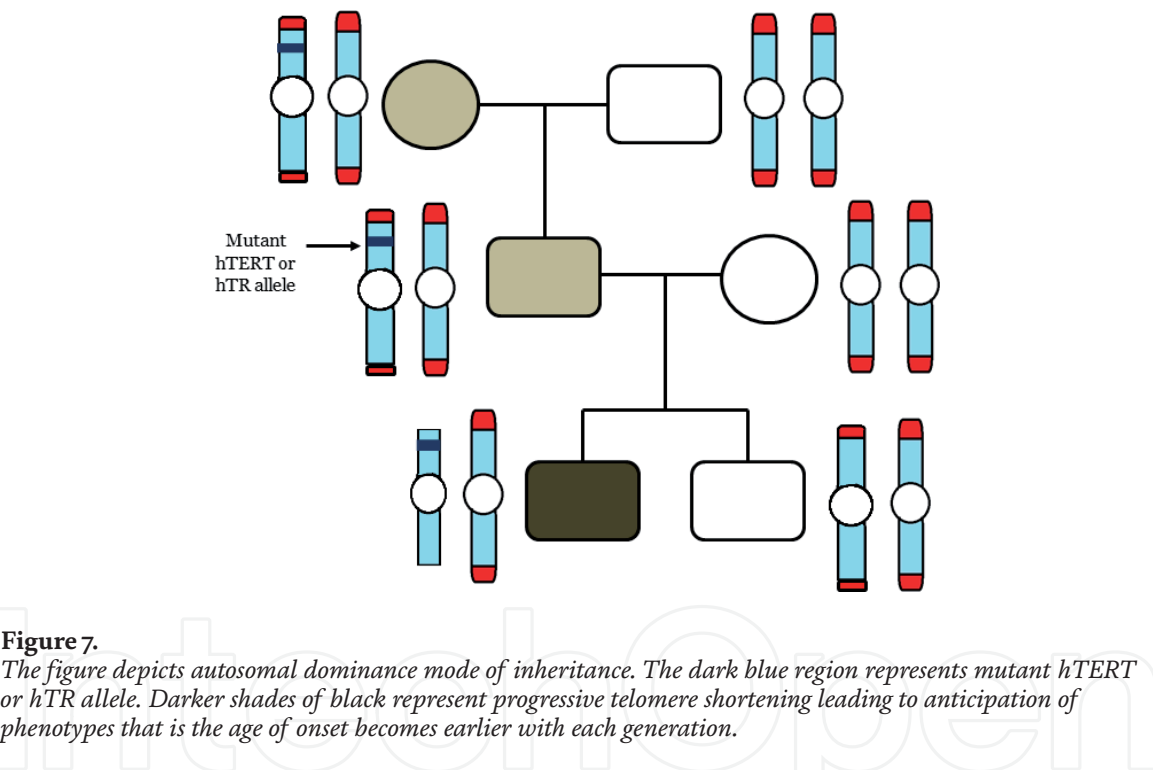 Mutant
hTERT or
hTR allele
Figure 7.
The figure depicts autosomal dominance mode of inheritance. The dark blue region represents mutant hTERT
or hTR allele. Darker shades of black represent progressive telomere shortening leading to anticipation of
phenotypes that is the age of onset becomes earlier with each generation.
IntechOpen